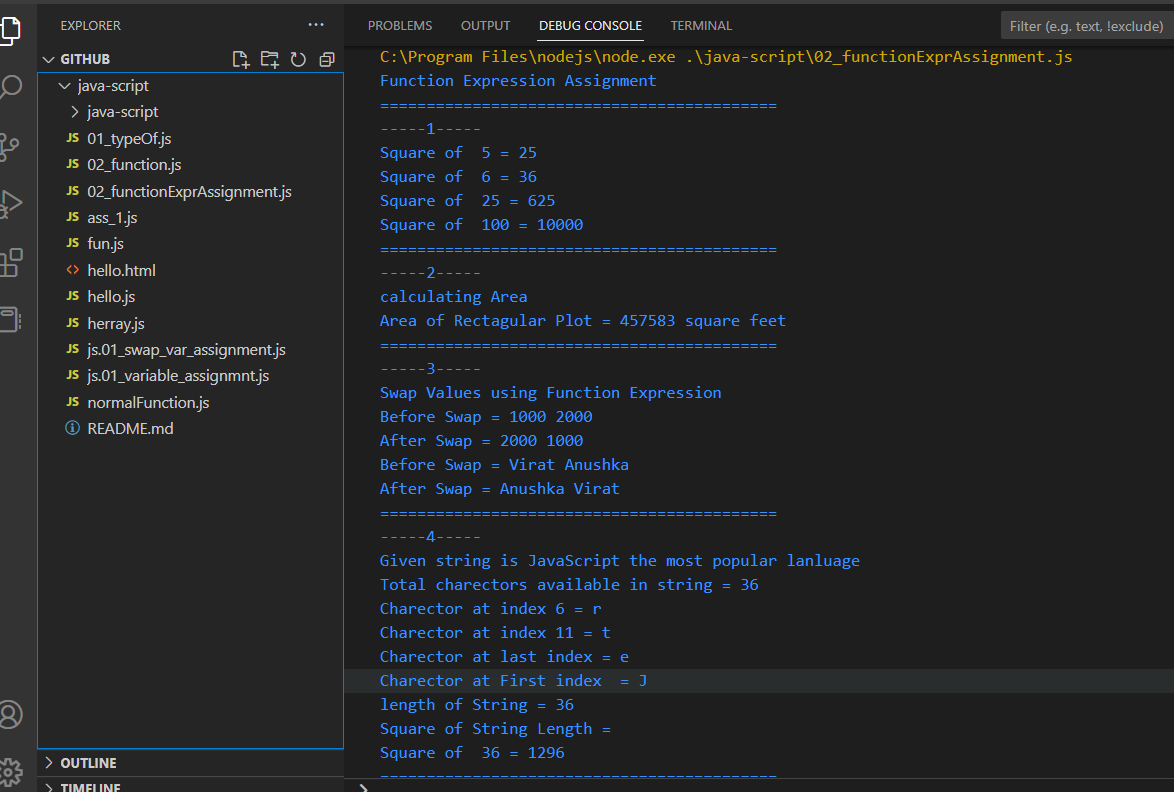 EXPLORER
GITHUB
java-script
java-script
JS 01_typeOf.js
JS 02_function.js
JS 02_functionExprAssignment.js
JS ass_1.js
JS fun.js
<> hello.html
JS hello.js
JS herray.js
JS js.01_swap_var_assignment.js
JS js.01_variable_assignmnt.js
JS normalFunction.js
README.md
OUTLINE
TIMELINE
PROBLEMS OUTPUT DEBUG CONSOLE TERMINAL Filter (e.g. text, !exclude)
C:\Program Files\nodejs\node.exe .\java-script\02_functionExprAssignment.js
Function Expression Assignment
===========================================
-----1-----
Square of  5 = 25
Square of  6 = 36
Square of  25 = 625
Square of  100 = 10000
===========================================
-----2-----
calculating Area
Area of Rectagular Plot = 457583 square feet
===========================================
-----3-----
Swap Values using Function Expression
Before Swap = 1000 2000
After Swap = 2000 1000
Before Swap = Virat Anushka
After Swap = Anushka Virat
===========================================
-----4-----
Given string is JavaScript the most popular lanluage
Total charectors available in string = 36
Charector at index 6 = r
Charector at index 11 = t
Charector at last index = e
Charector at First index  = J
length of String = 36
Square of String Length =
Square of  36 = 1296
===========================================